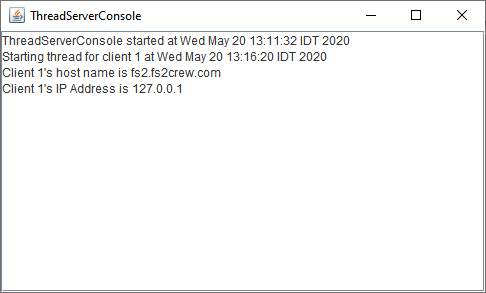 ThreadServerConsole
ThreadServerConsole started at Wed May 20 13:11:32 IDT 2020
Starting thread for client 1 at Wed May 20 13:16:20 IDT 2020
Client 1's host name is fs2.fs2crew.com
Client 1's IP Address is 127.0.0.1